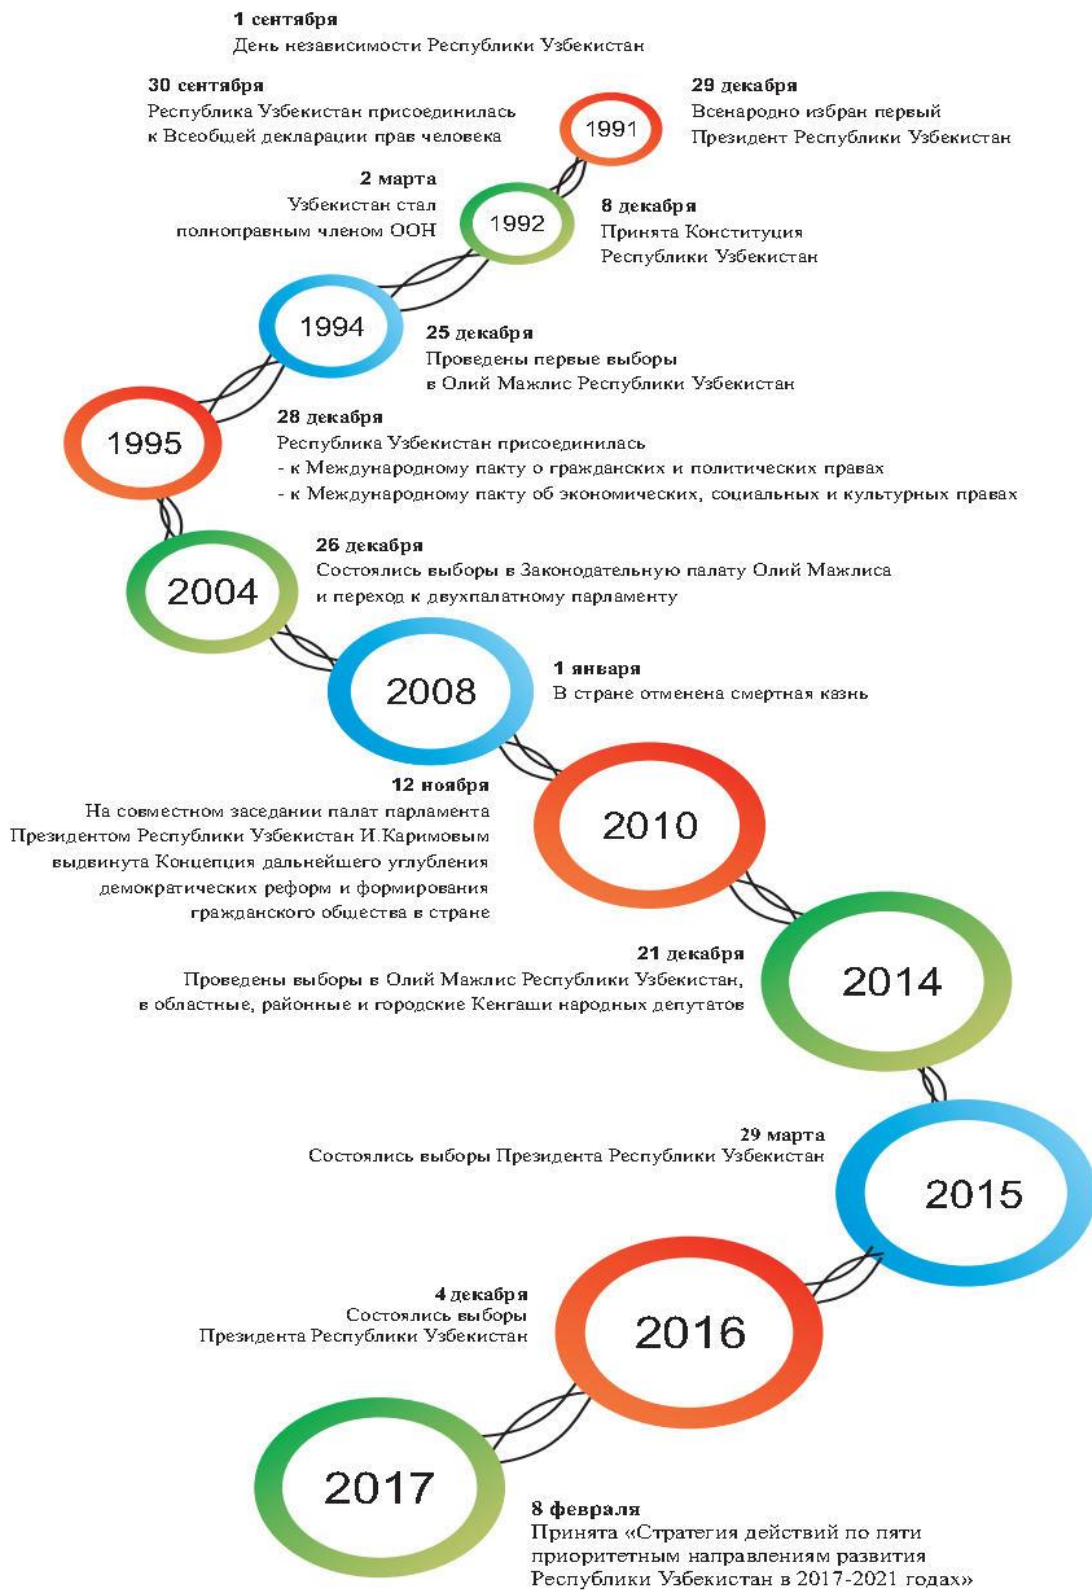 1 сентября
День независимости Республики Узбекистан
30 сентября
Республика Узбекистан присоединилась
к Всеобщей декларации прав человека
1991
29 декабря
Всенародно избран первый
Президент Республики Узбекистан
2 марта
Узбекистан стал
полноправным членом ООН
1992
8 декабря
Принята Конституция
Республики Узбекистан
1994
25 декабря
Проведены первые выборы
в Олий Мажлис Республики Узбекистан
1995
28 декабря
Республика Узбекистан присоединилась
- к Международному пакту о гражданских и политических правах
- к Международному пакту об экономических, социальных и культурных правах
2004
26 декабря
Состоялись выборы в Законодательную палату Олий Мажлиса
и переход к двухпалатному парламенту
2008
1 января
В стране отменена смертная казнь
12 ноября
На совместном заседании палат парламента
Президентом Республики Узбекистан И.Каримовым
выдвинута Концепция дальнейшего углубления
демократических реформ и формирования
гражданского общества в стране
2010
21 декабря
Проведены выборы в Олий Мажлис Республики Узбекистан,
в областные, районные и городские Кенгаши народных депутатов
2014
29 марта
Состоялись выборы Президента Республики Узбекистан
2015
4 декабря
Состоялись выборы
Президента Республики Узбекистан
2016
2017
8 февраля
Принята «Стратегия действий по пяти
приоритетным направлениям развития
Республики Узбекистан в 2017-2021 годах»